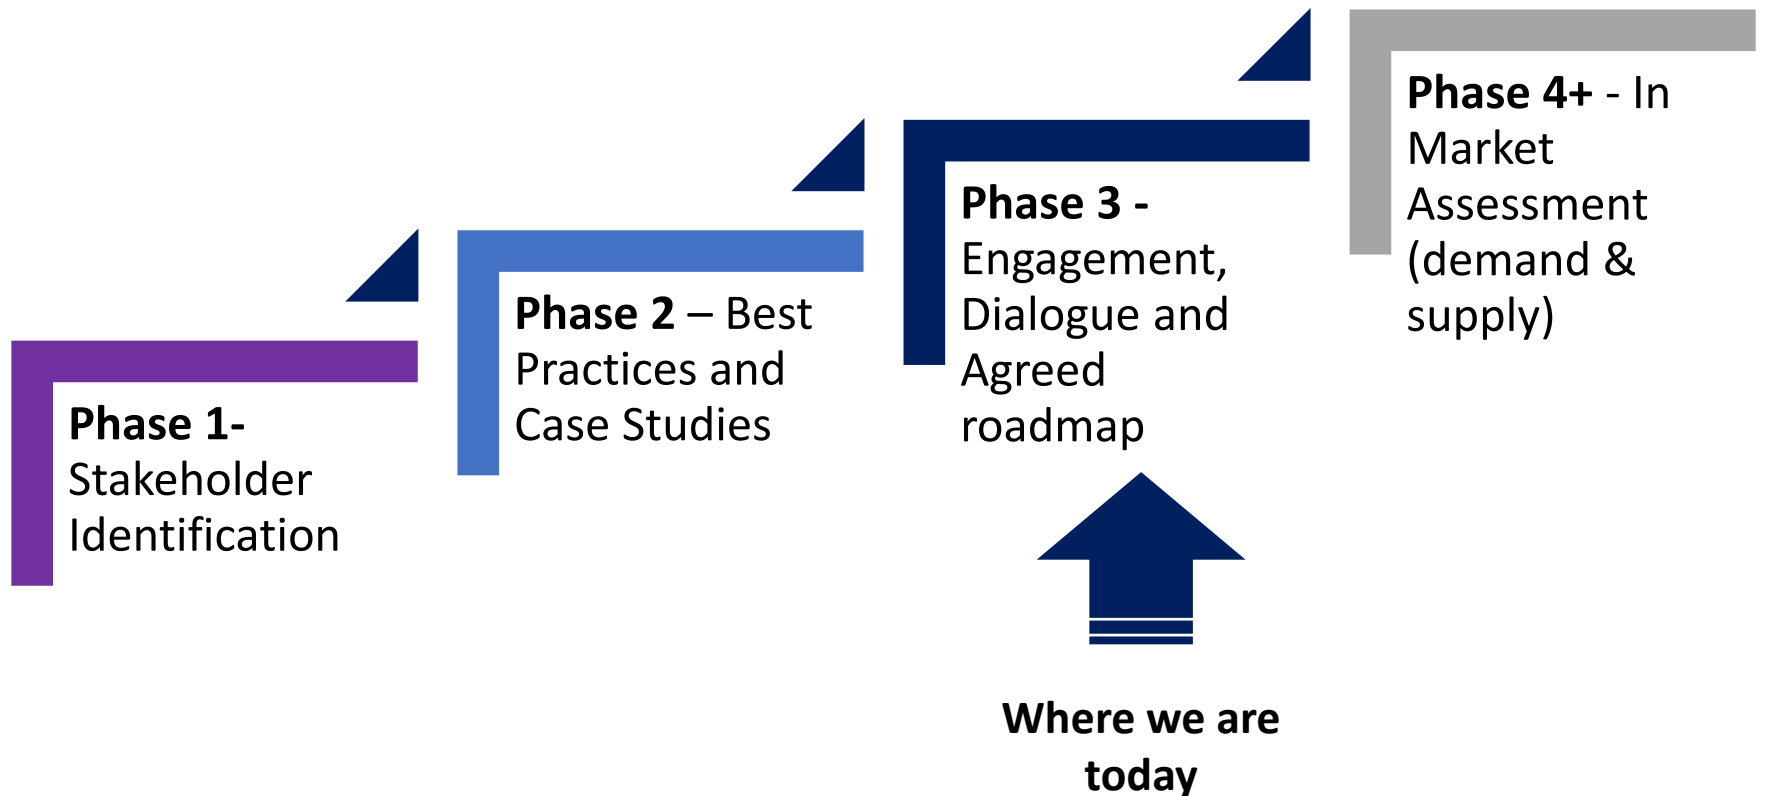 Phase 1-
Stakeholder
Identification
Phase 2 – Best
Practices and
Case Studies
Phase 3 -
Engagement,
Dialogue and
Agreed
roadmap
Phase 4+ - In
Market
Assessment
(demand &
supply)
Where we are
today